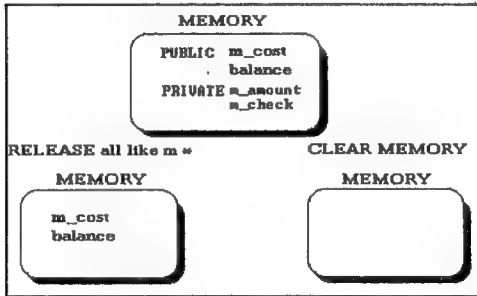 MEMORY
PUBLIC m_cost
balance
PRIVATE m_amount
m_check
RELEASE all like m *
CLEAR MEMORY
MEMORY
MEMORY
m_cost
balance